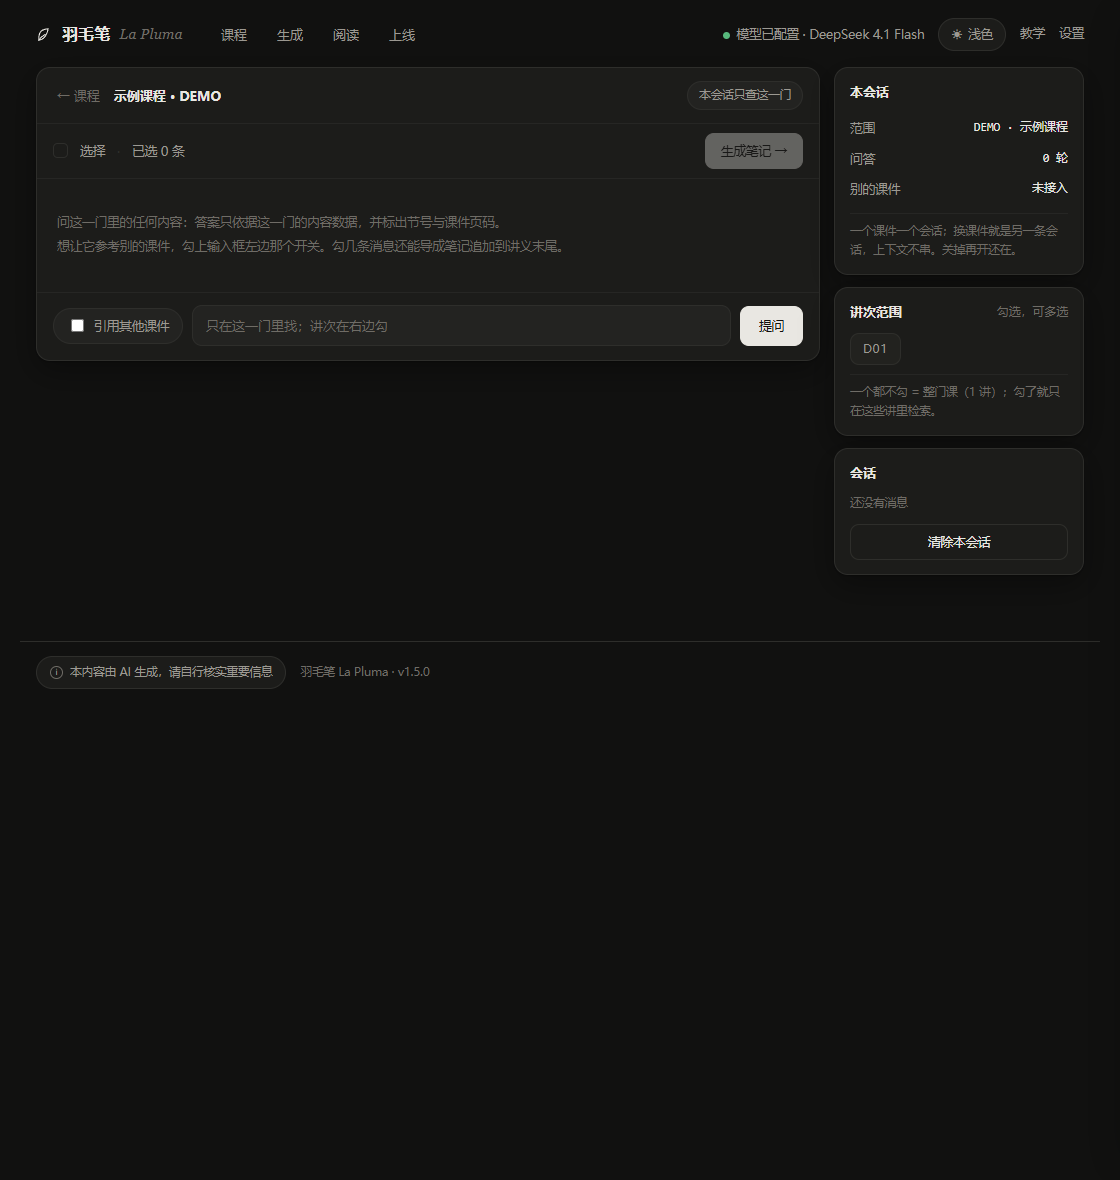 羽毛笔 La Pluma 课程 生成 阅读 上线 模型已配置 · DeepSeek 4.1 Flash ☀ 浅色 教学 设置
← 课程 示例课程 • DEMO 本会话只查这一门
选择 · 已选 0 条 生成笔记 →
问这一门里的任何内容：答案只依据这一门的内容数据，并标出节号与课件页码。
想让它参考别的课件，勾上输入框左边那个开关。勾几条消息还能导成笔记追加到讲义末尾。
引用其他课件 只在这一门里找；讲次在右边勾 提问
本会话
范围 DEMO · 示例课程
问答 0 轮
别的课件 未接入
一个课件一个会话；换课件就是另一条会
话，上下文不串。关掉再开还在。
讲次范围 勾选，可多选
D01
一个都不勾 = 整门课（1 讲）；勾了就只
在这些讲里检索。
会话
还没有消息
清除本会话
本内容由 AI 生成，请自行核实重要信息 羽毛笔 La Pluma · v1.5.0